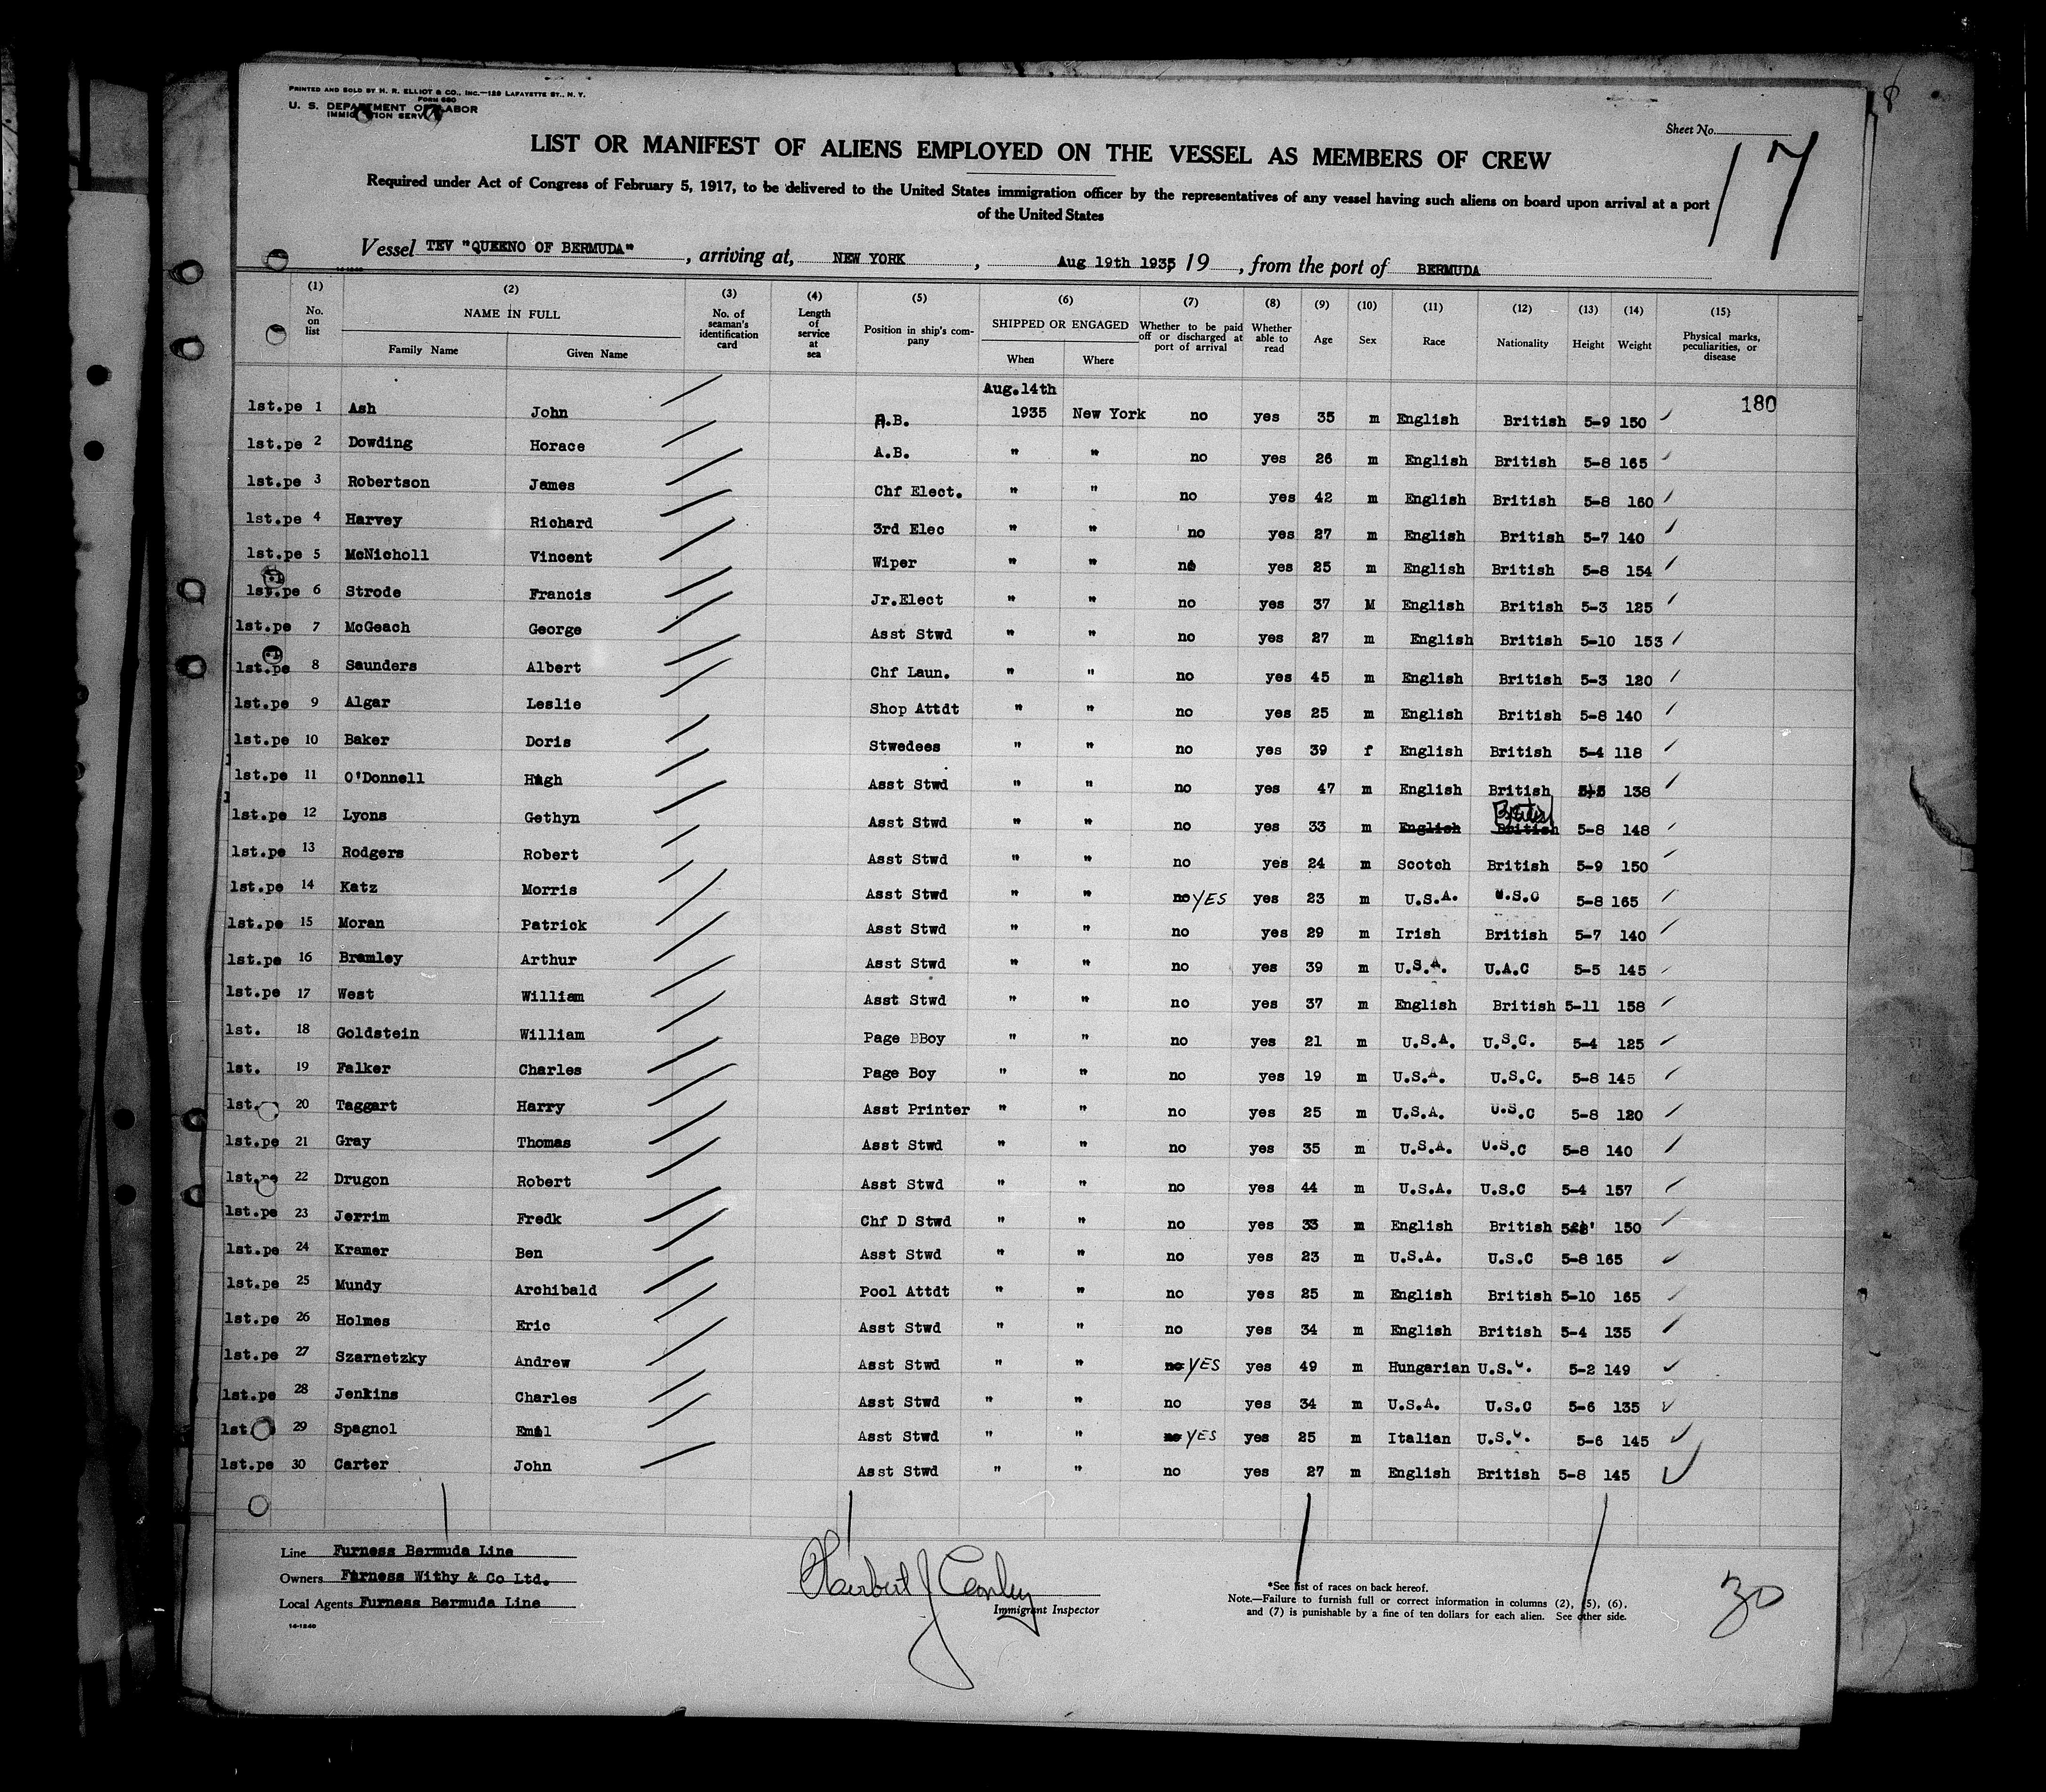 PRINTED AND SOLD BY H. R. ELLIOT & CO., INC.—129 LAFAYETTE ST., N. Y.
FORM 680
U. S. DEPARTMENT OF LABOR
IMMIGRATION SERVICE
8
Sheet No.
17
LIST OR MANIFEST OF ALIENS EMPLOYED ON THE VESSEL AS MEMBERS OF CREW
Required under Act of Congress of February 5, 1917, to be delivered to the United States immigration officer by the representatives of any vessel having such aliens on board upon arrival at a port
of the United States
Vessel TEV "QUEENO OF BERMUDA", arriving at, NEW YORK, Aug 19th 1935 19 , from the port of BERMUDA
14-1240
(1) (2) (3) (4) (5) (6) (7) (8) (9) (10) (11) (12) (13) (14) (15)
No. on list NAME IN FULL Family Name Given Name No. of seaman's identification card Length of service at sea Position in ship's company SHIPPED OR ENGAGED When Where Whether to be paid off or discharged at port of arrival Whether able to read Age Sex Race Nationality Height Weight Physical marks, peculiarities, or disease
Aug.14th
180
1st.pe 1 Ash John A.B. 1935 New York no yes 35 m English British 5-9 150
1st.pe 2 Dowding Horace A.B. " " no yes 26 m English British 5-8 165
1st.pe 3 Robertson James Chf Elect. " " no yes 42 m English British 5-8 160
1st.pe 4 Harvey Richard 3rd Elec " " no yes 27 m English British 5-7 140
1st.pe 5 McNicholl Vincent Wiper " " no yes 25 m English British 5-8 154
1st.pe 6 Strode Francis Jr.Elect " " no yes 37 M English British 5-3 125
1st.pe 7 McGeach George Asst Stwd " " no yes 27 m English British 5-10 153
1st.pe 8 Saunders Albert Chf Laun. " " no yes 45 m English British 5-3 120
1st.pe 9 Algar Leslie Shop Attdt " " no yes 25 m English British 5-8 140
1st.pe 10 Baker Doris Stwedees " " no yes 39 f English British 5-4 118
1st.pe 11 O'Donnell Hugh Asst Stwd " " no yes 47 m English British 138
1st.pe 12 Lyons Gethyn Asst Stwd " " no yes 33 m English British British 5-8 148
1st.pe 13 Rodgers Robert Asst Stwd " " no yes 24 m Scotch British 5-9 150
1st.pe 14 Katz Morris Asst Stwd " " no YES yes 23 m U.S.A. U.S.C 5-8 165
1st.pe 15 Moran Patrick Asst Stwd " " no yes 29 m Irish British 5-7 140
1st.pe 16 Bramley Arthur Asst Stwd " " no yes 39 m U.S.A. U.A.C 5-5 145
1st.pe 17 West William Asst Stwd " " no yes 37 m English British 5-11 158
1st. 18 Goldstein William Page BBoy " " no yes 21 m U.S.A. U.S.C. 5-4 125
1st. 19 Falker Charles Page Boy " " no yes 19 m U.S.A. U.S.C. 5-8 145
1st. 20 Taggart Harry Asst Printer " " no yes 25 m U.S.A. U.S.C 5-8 120
1st.pe 21 Gray Thomas Asst Stwd " " no yes 35 m U.S.A. U.S.C 5-8 140
1st.pe 22 Drugon Robert Asst Stwd " " no yes 44 m U.S.A. U.S.C 5-4 157
1st.pe 23 Jerrim Fredk Chf D Stwd " " no yes 33 m English British 150
1st.pe 24 Kramer Ben Asst Stwd " " no yes 23 m U.S.A. U.S.C 5-8 165
1st.pe 25 Mundy Archibald Pool Attdt " " no yes 25 m English British 5-10 165
1st.pe 26 Holmes Eric Asst Stwd " " no yes 34 m English British 5-4 135
1st.pe 27 Szarnetzky Andrew Asst Stwd " " no YES yes 49 m Hungarian U.S.C. 5-2 149
1st.pe 28 Jenkins Charles Asst Stwd " " no yes 34 m U.S.A. U.S.C 5-6 135
1st. 29 Spagnol Emil Asst Stwd " " no YES yes 25 m Italian U.S.C. 5-6 145
1st.pe 30 Carter John Asst Stwd " " no yes 27 m English British 5-8 145
Line Furness Bermuda Line
Owners Furness Withy & Co Ltd.
Local Agents Furness Bermuda Line
14-1240
Herbert J Conley
Immigrant Inspector
*See list of races on back hereof.
Note.—Failure to furnish full or correct information in columns (2), (5), (6),
and (7) is punishable by a fine of ten dollars for each alien. See other side.
30